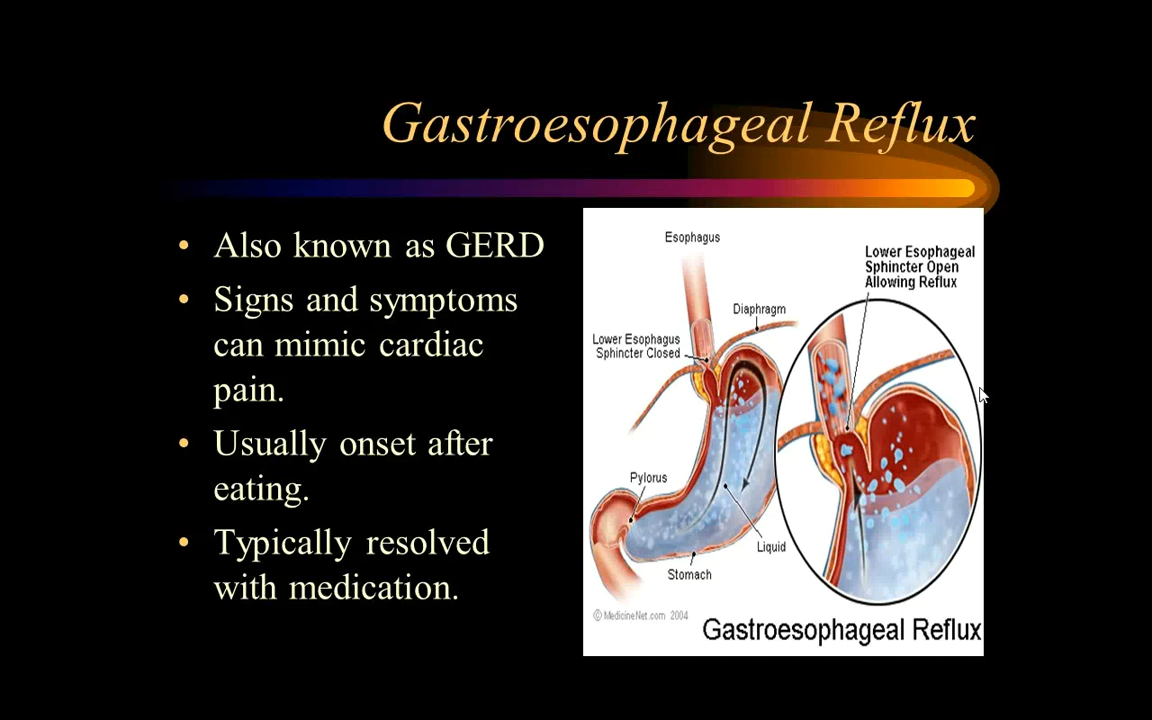 Gastroesophageal Reflux
• Also known as GERD
• Signs and symptoms
can mimic cardiac
pain.
• Usually onset after
eating.
• Typically resolved
with medication.
Esophagus
Lower Esophageal
Sphincter Open
Allowing Reflux
Diaphragm
Lower Esophagus
Sphincter Closed
Pylorus
Liquid
Stomach
© MedicineNet.com 2004
Gastroesophageal Reflux